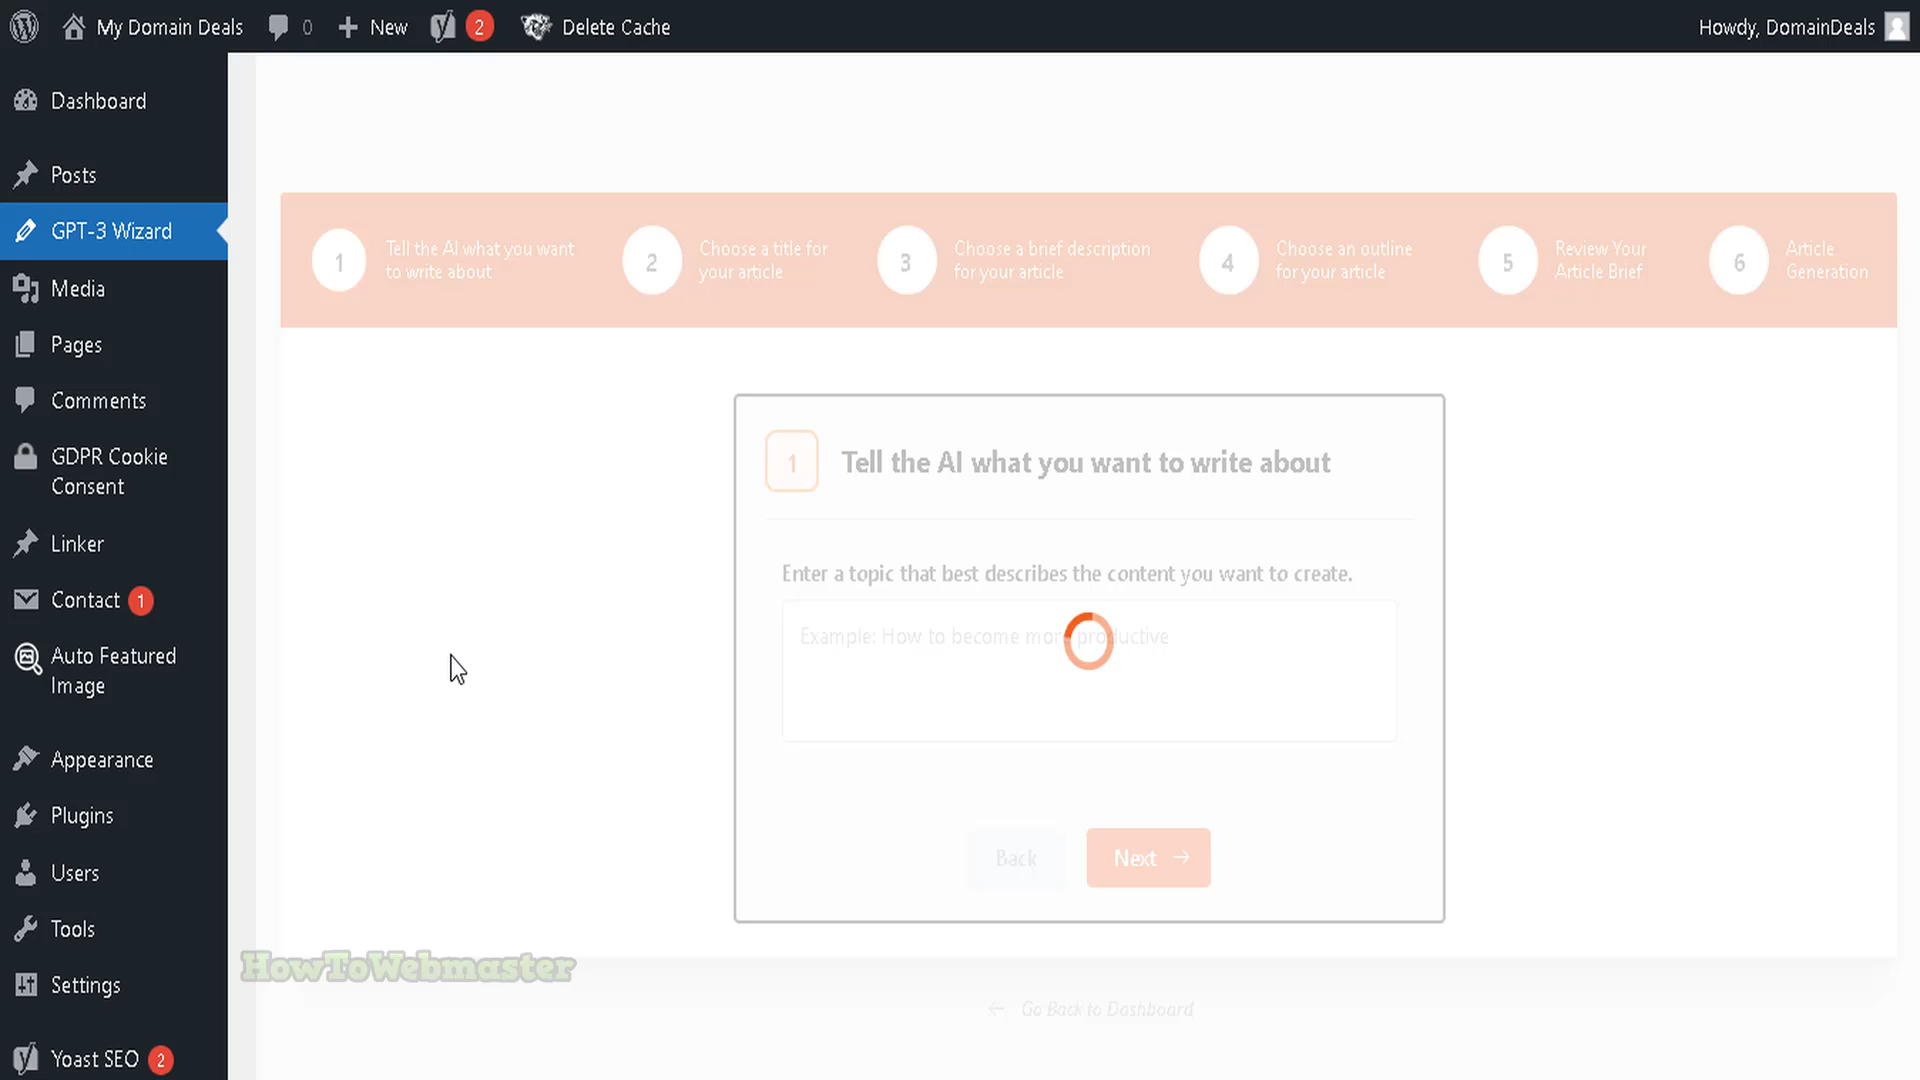 My Domain Deals 0 New 2 Delete Cache Howdy, DomainDeals
Dashboard
Posts
GPT-3 Wizard
Media
Pages
Comments
GDPR Cookie
Consent
Linker
Contact 1
Auto Featured
Image
Appearance
Plugins
Users
Tools
Settings
Yoast SEO 2
1 Tell the AI what you want
to write about
2 Choose a title for
your article
3 Choose a brief description
for your article
4 Choose an outline
for your article
5 Review Your
Article Brief
6 Article
Generation
1 Tell the AI what you want to write about
Enter a topic that best describes the content you want to create.
Example: How to become more productive
Back Next →
HowToWebmaster
← Go Back to Dashboard